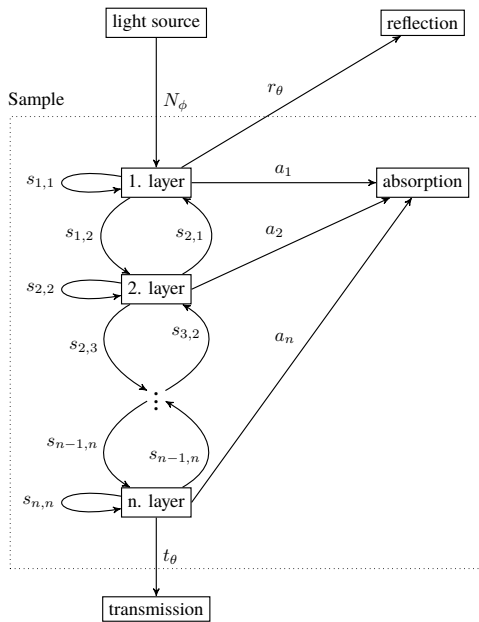 light source
reflection
Sample
N_ϕ
r_θ
s_{1,1}
1. layer
a_1
absorption
s_{1,2}
s_{2,1}
a_2
s_{2,2}
2. layer
s_{2,3}
s_{3,2}
a_n
⋮
s_{n−1,n}
s_{n−1,n}
s_{n,n}
n. layer
t_θ
transmission